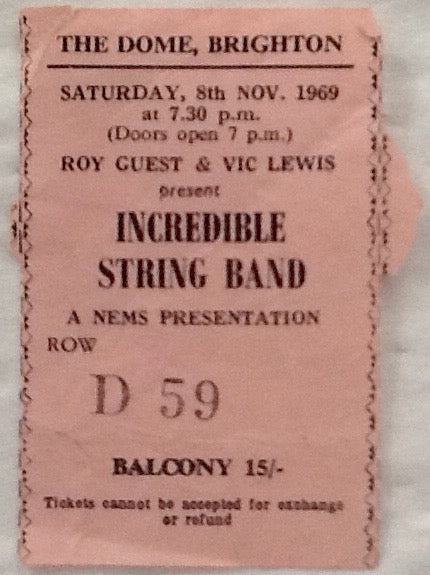 THE DOME, BRIGHTON
SATURDAY, 8th NOV. 1969
at 7.30 p.m.
(Doors open 7 p.m.)
ROY GUEST & VIC LEWIS
present
INCREDIBLE
STRING BAND
A NEMS PRESENTATION
ROW
D 59
BALCONY 15/-
Tickets cannot be accepted for exchange
or refund